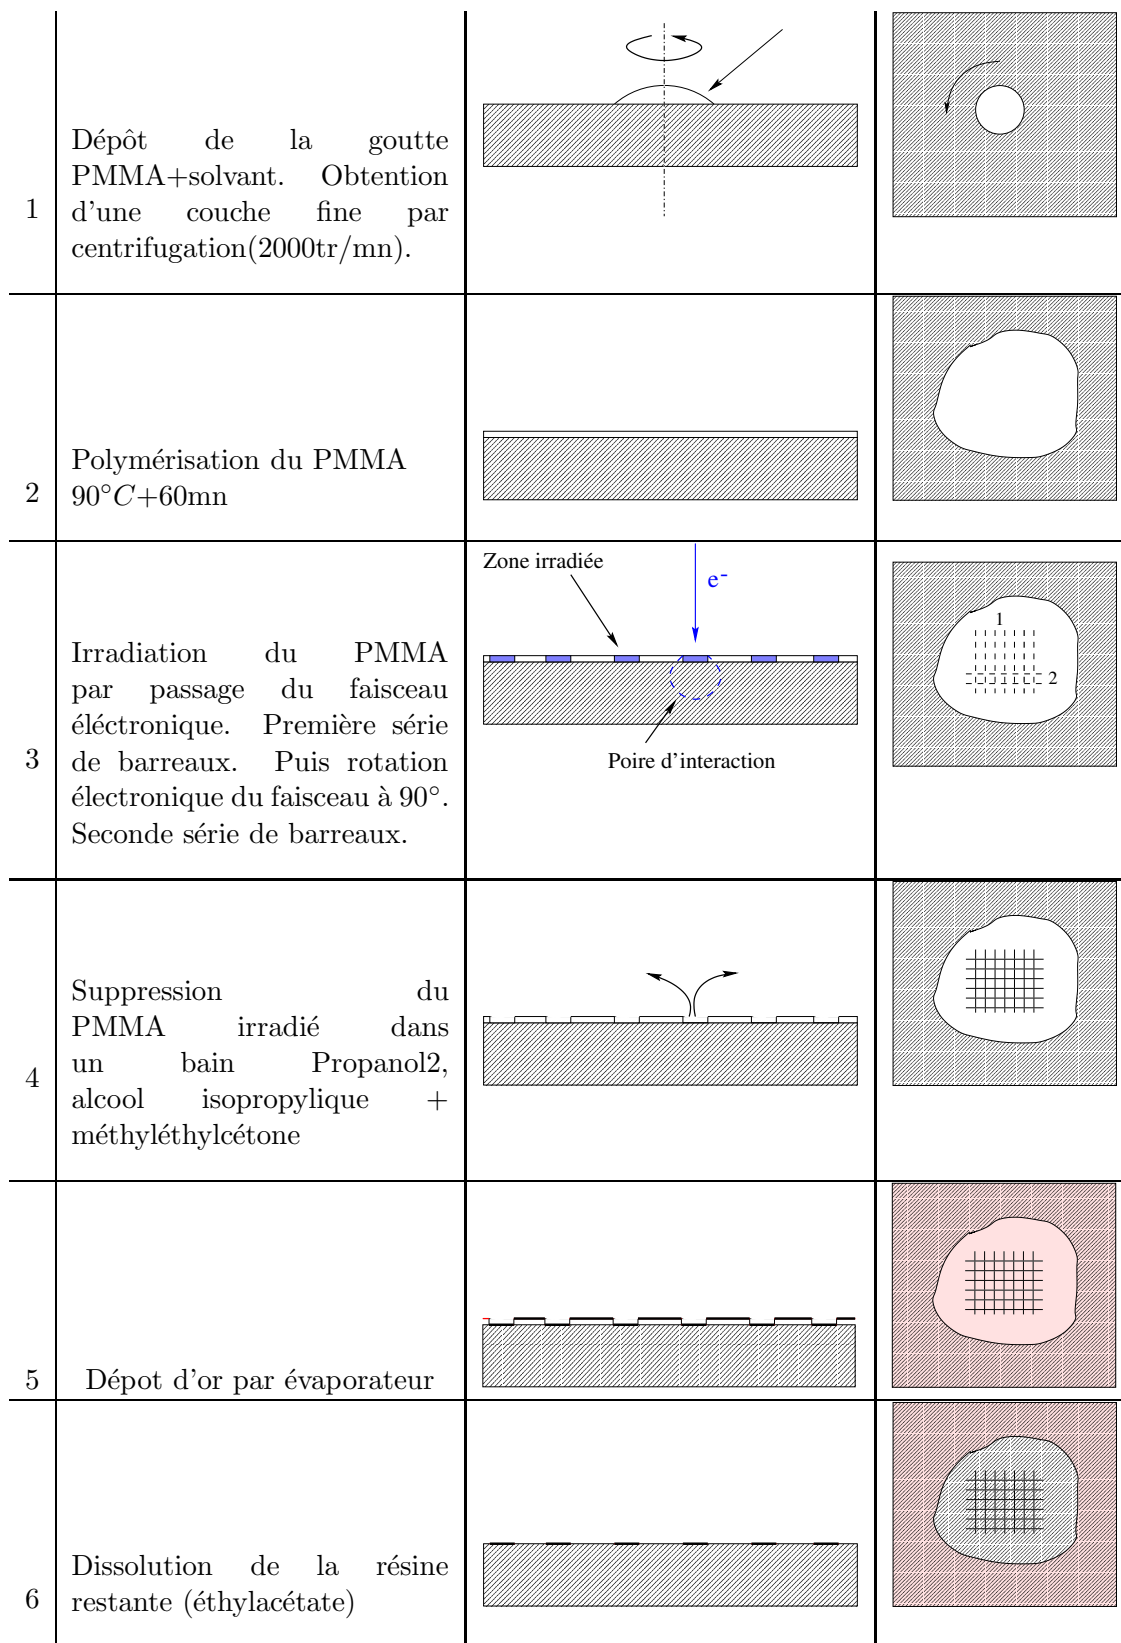 Dépôt de la goutte
PMMA+solvant. Obtention
1
d'une couche fine par
centrifugation(2000tr/mn).
Polymérisation du PMMA
2
90°C+60mn
Zone irradiée
e-
Irradiation du PMMA
par passage du faisceau
éléctronique. Première série
3
de barreaux. Puis rotation
électronique du faisceau à 90°.
Seconde série de barreaux.
Poire d'interaction
1
2
Suppression du
PMMA irradié dans
un bain Propanol2,
4
alcool isopropylique +
méthyléthylcétone
5
Dépot d'or par évaporateur
Dissolution de la résine
6
restante (éthylacétate)